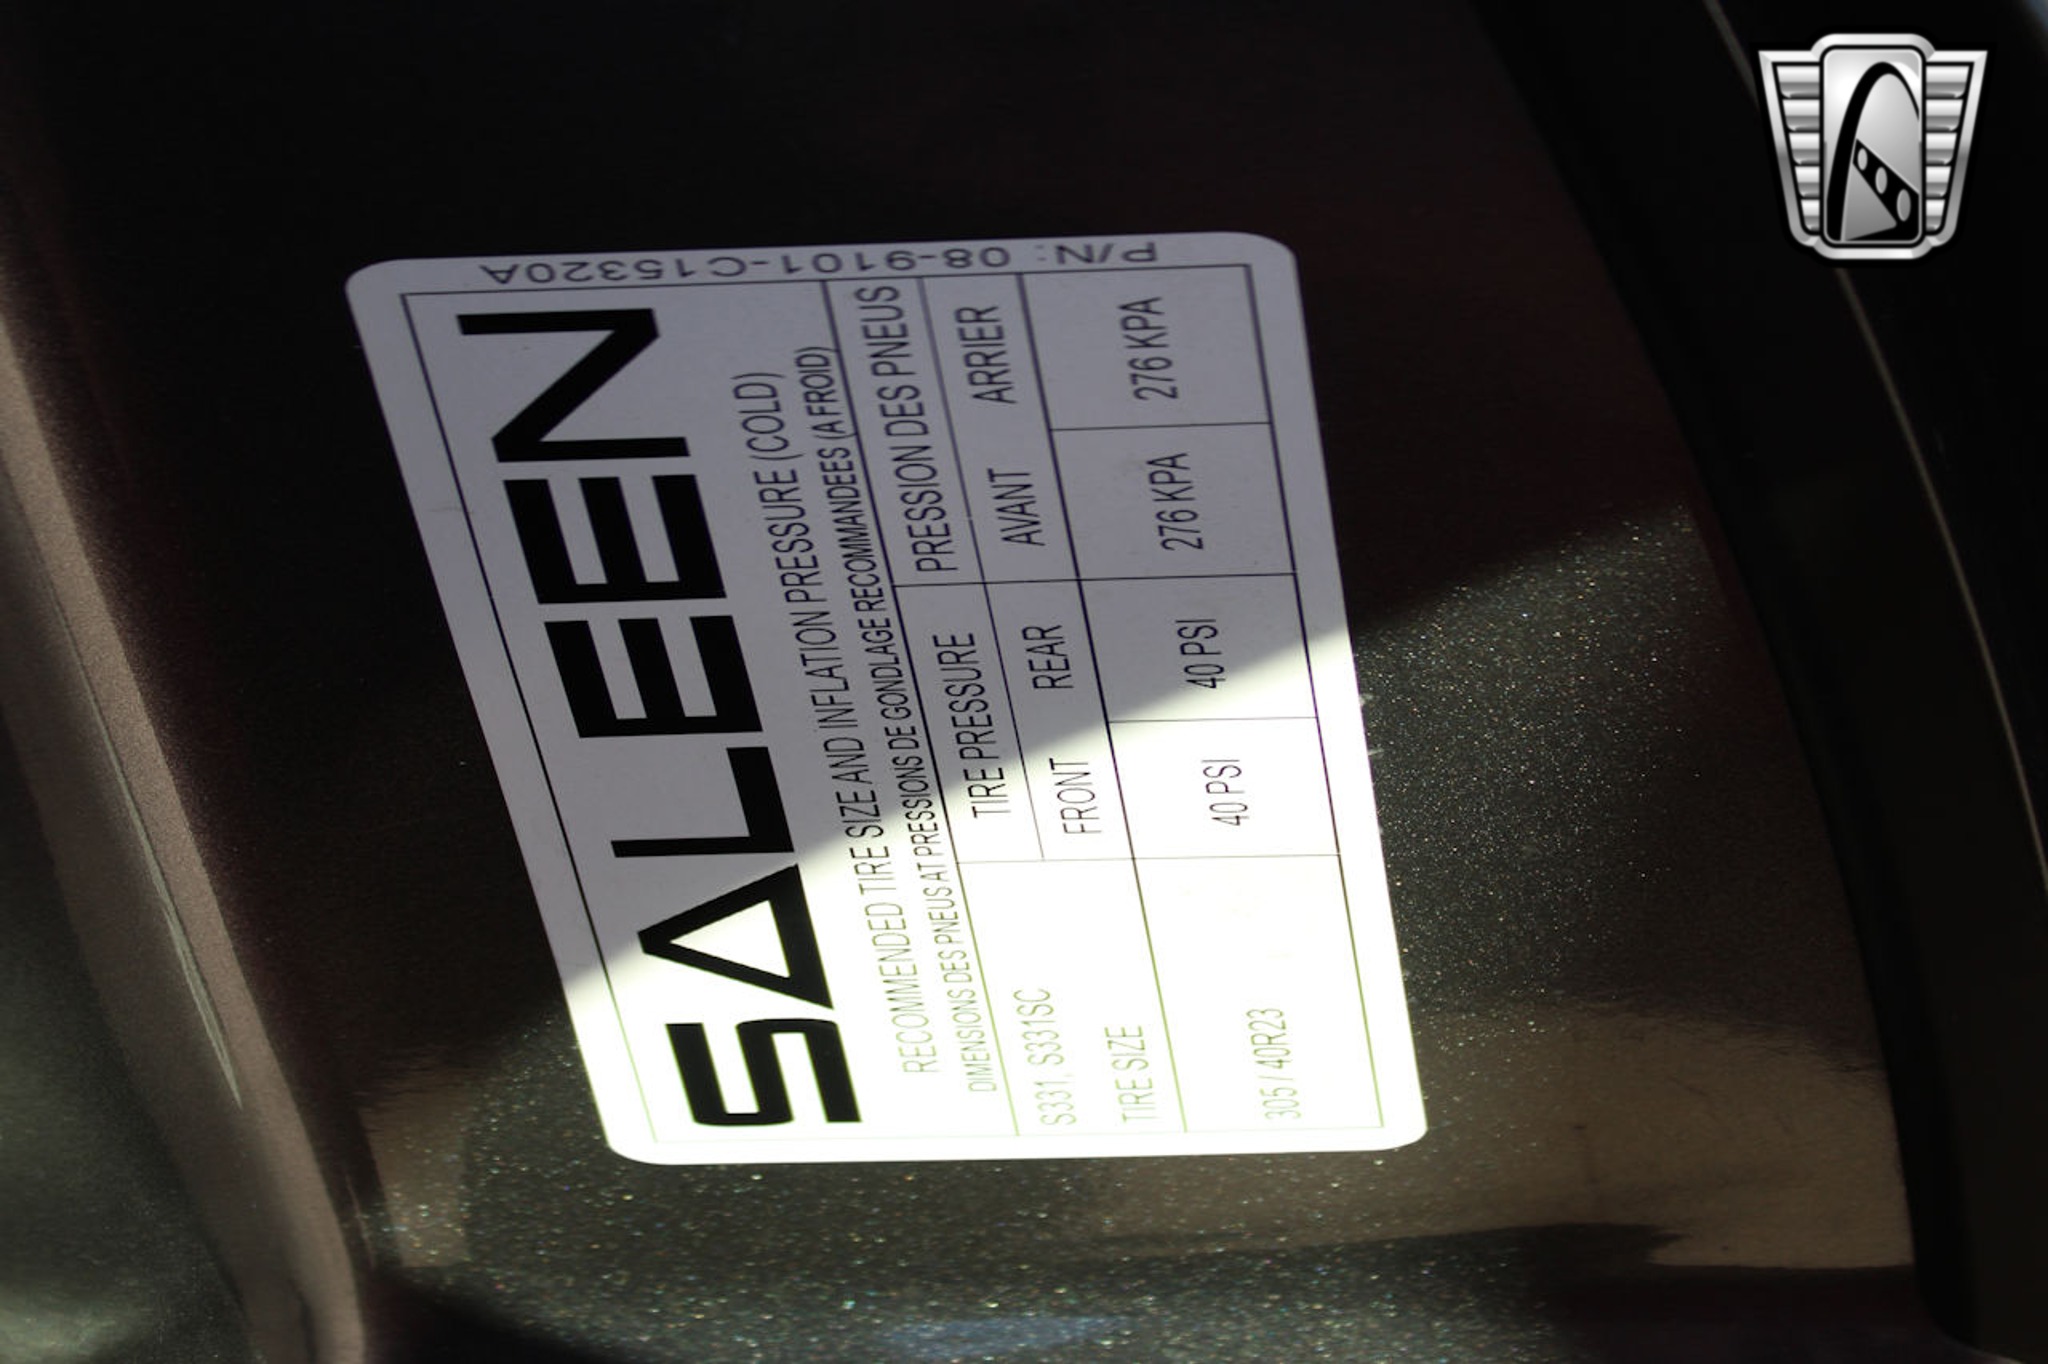 SALEEN
RECOMMENDED TIRE SIZE AND INFLATION PRESSURE (COLD)
DIMENSIONS DES PNEUS AT PRESSIONS DE GONDLAGE RECOMMANDEES (A FROID)
TIRE PRESSURE PRESSION DES PNEUS
S331, S331SC
FRONT REAR AVANT ARRIER
TIRE SIZE
305 / 40R23 40 PSI 40 PSI 276 KPA 276 KPA
P/N: 08-9101-C15320A